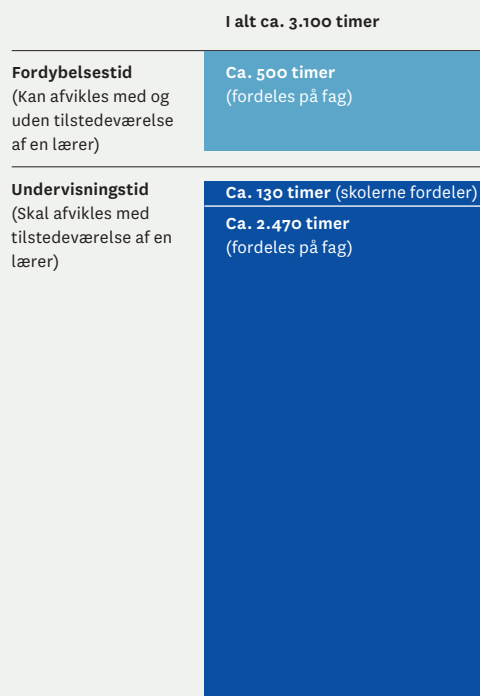 I alt ca. 3.100 timer
Fordybelsestid
(Kan afvikles med og
uden tilstedeværelse
af en lærer)
Ca. 500 timer
(fordeles på fag)
Undervisningstid
(Skal afvikles med
tilstedeværelse af en
lærer)
Ca. 130 timer (skolerne fordeler)
Ca. 2.470 timer
(fordeles på fag)